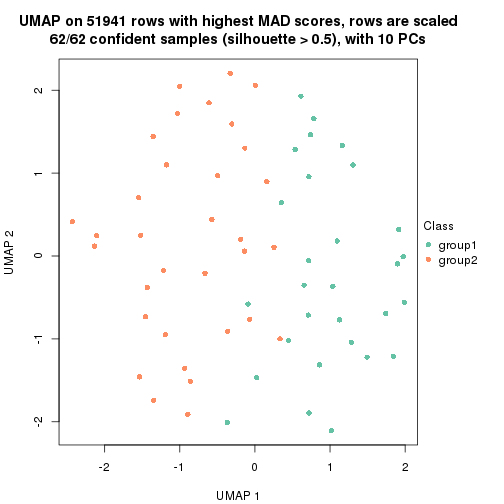 UMAP on 51941 rows with highest MAD scores, rows are scaled
62/62 confident samples (silhouette > 0.5), with 10 PCs
2
1
0
-1
-2
UMAP 2
-2
-1
0
1
2
UMAP 1
Class
group1
group2